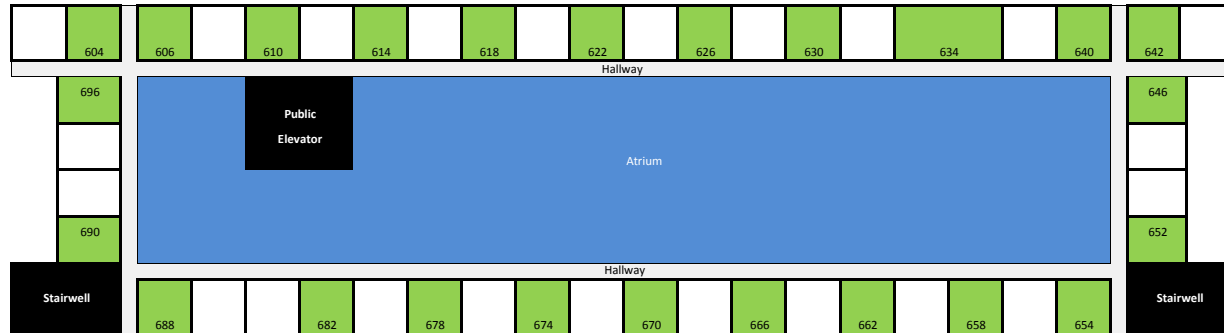 604 606 610 614 618 622 626 630 634 640 642
Hallway
696 646
Public
Elevator
Atrium
690 652
Hallway
Stairwell Stairwell
688 682 678 674 670 666 662 658 654